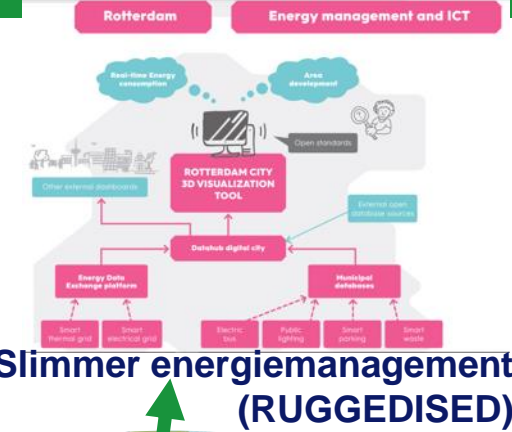 Rotterdam
Energy management and ICT
Real-time Energy
consumption
Area
development
Open standards
ROTTERDAM CITY
3D VISUALIZATION
TOOL
Other external dashboards
External open
database sources
Datahub digital city
Energy Data
Exchange platform
Municipal
databases
Smart
thermal grid
Smart
electrical grid
Electric
bus
Public
lighting
Smart
parking
Smart
waste
Slimmer energiemanagement
(RUGGEDISED)